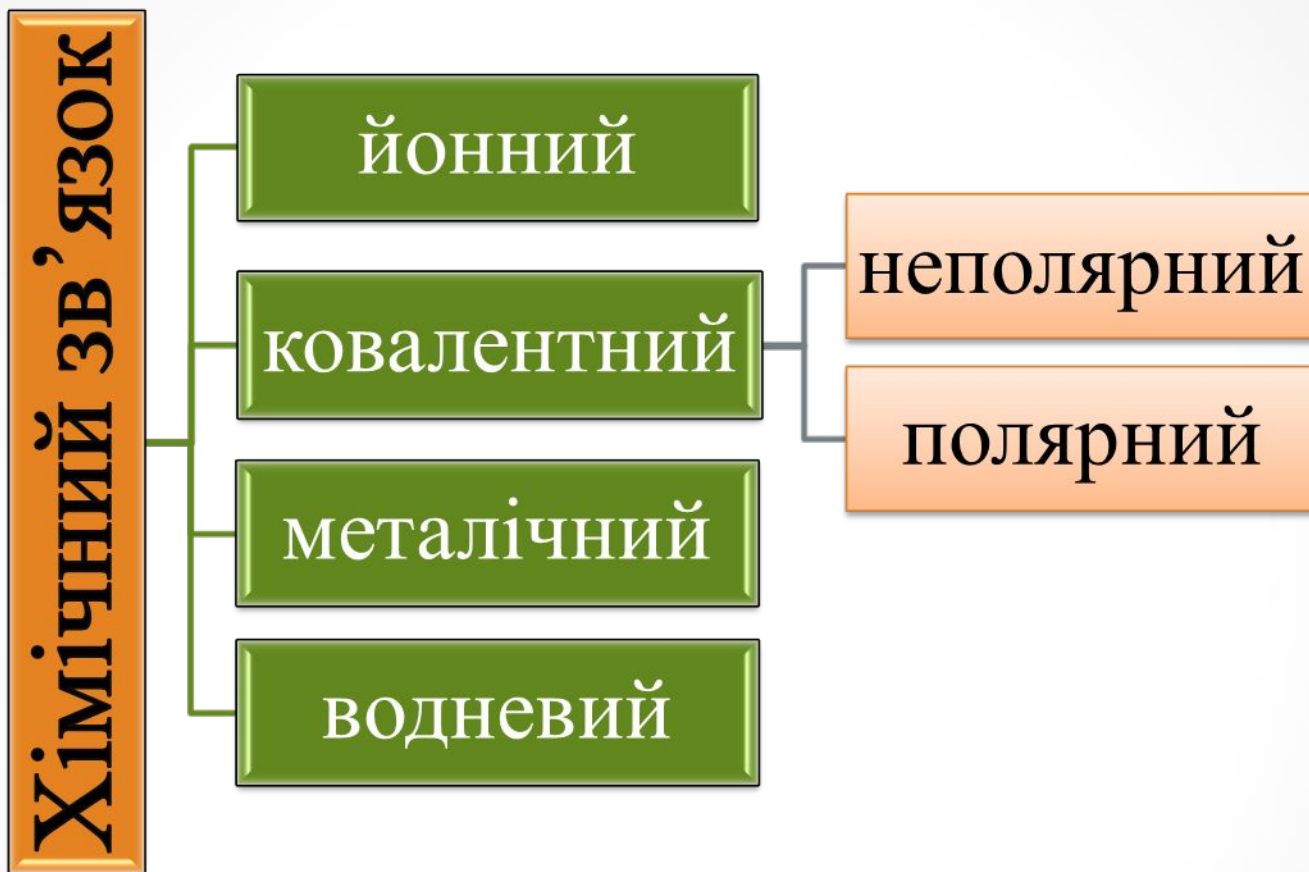 Хімічний зв’язок
йонний
ковалентний
неполярний
полярний
металічний
водневий